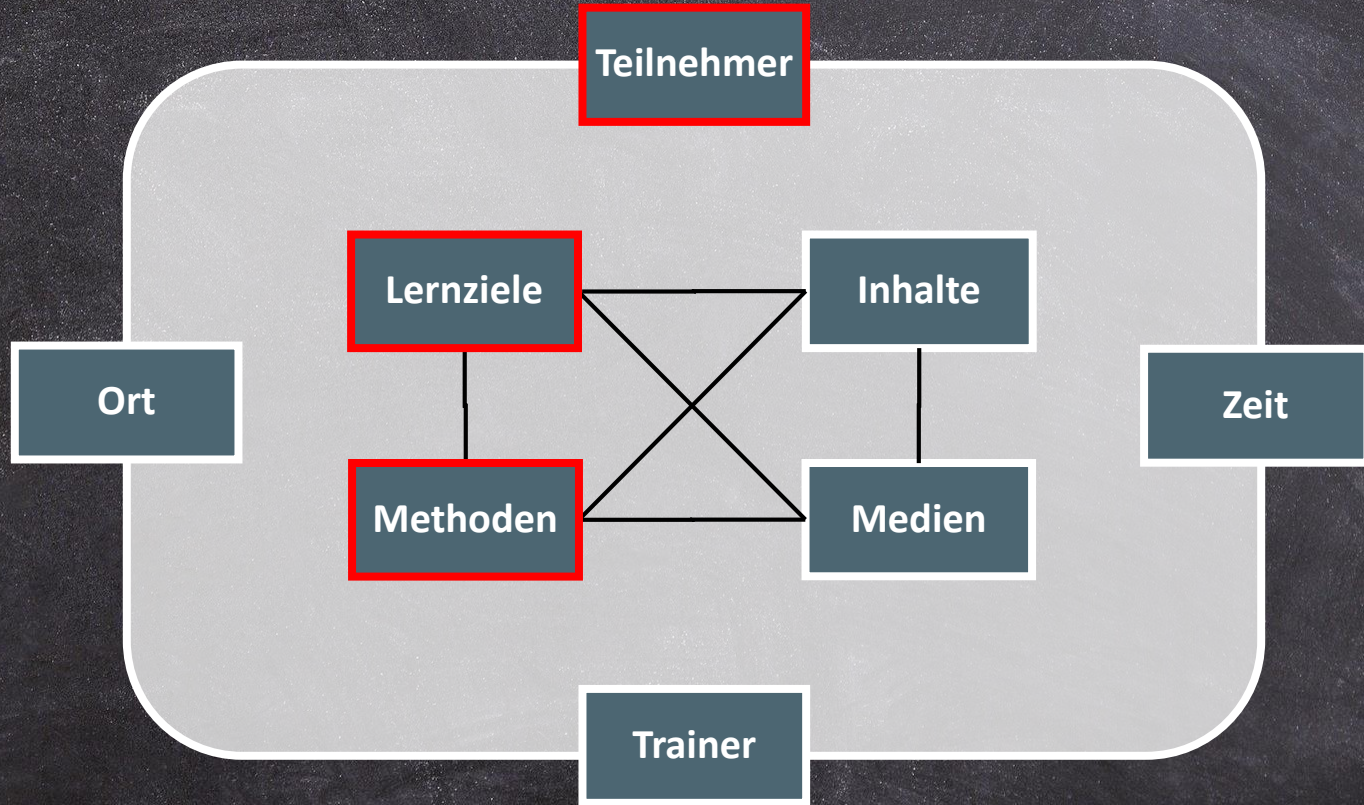 Teilnehmer
Lernziele
Inhalte
Ort
Zeit
Methoden
Medien
Trainer